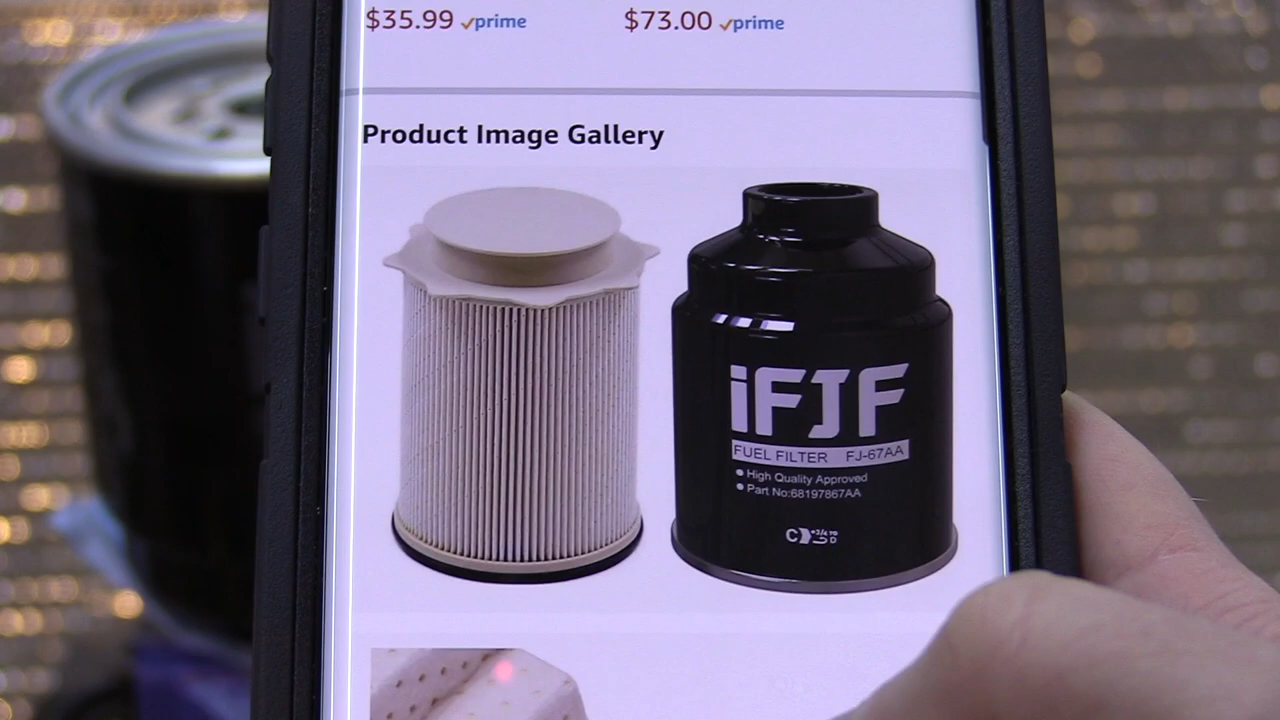 $35.99 prime
$73.00 prime
Product Image Gallery
iFJF
FUEL FILTER FJ-67AA
High Quality Approved
Part No:68197867AA